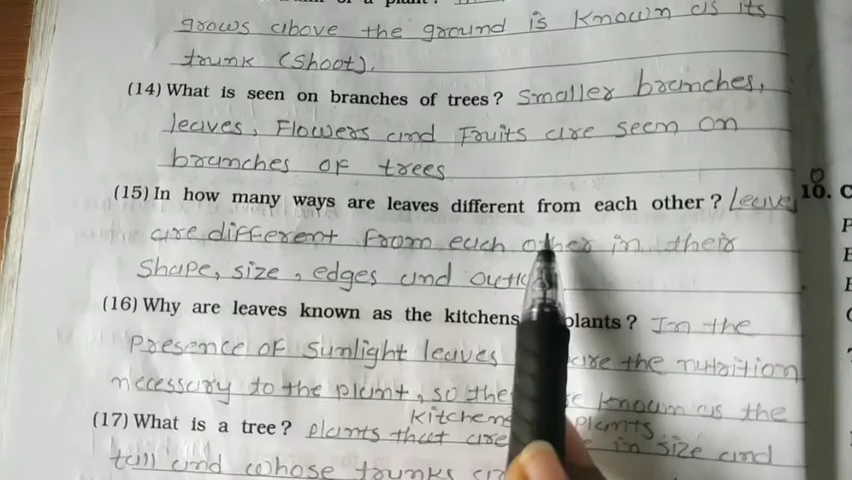 grows above the ground is known as its
trunk (shoot).
(14) What is seen on branches of trees? Smaller branches,
leaves, Flowers and Fruits are seen on
branches of trees
(15) In how many ways are leaves different from each other? Leaves
are different from each other in their
shape, size, edges and
(16) Why are leaves known as the kitchens plants? In the
presence of sunlight leaves the nutrition
necessary to the plant, so known as the
kitchens plants.
(17) What is a tree? plants that are in size and
tall and whose trunks
10. C